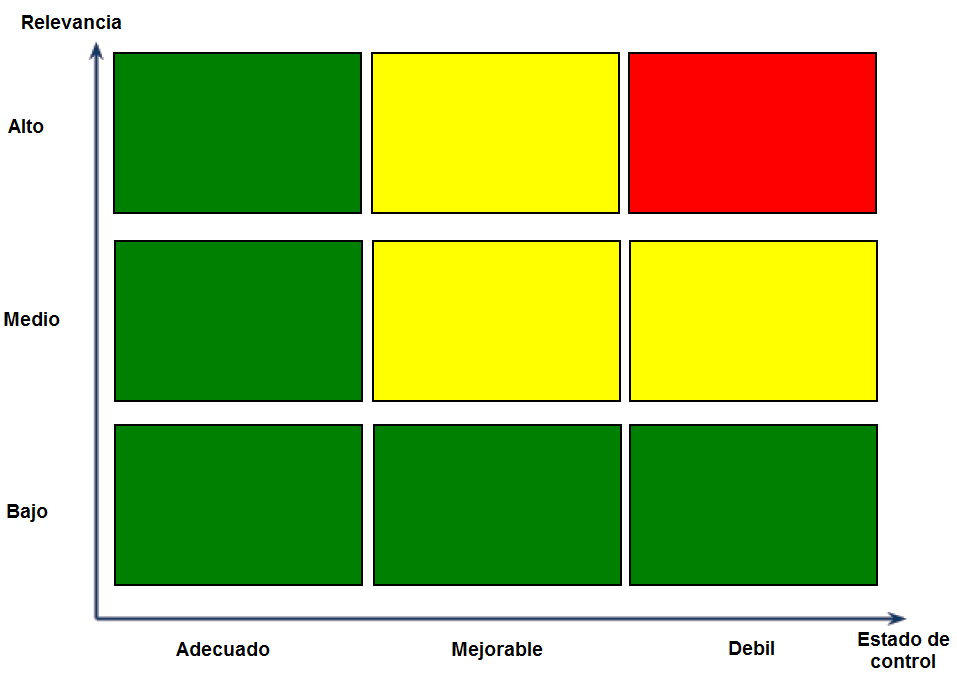 Relevancia
Alto
Medio
Bajo
Adecuado
Mejorable
Debil
Estado de
control